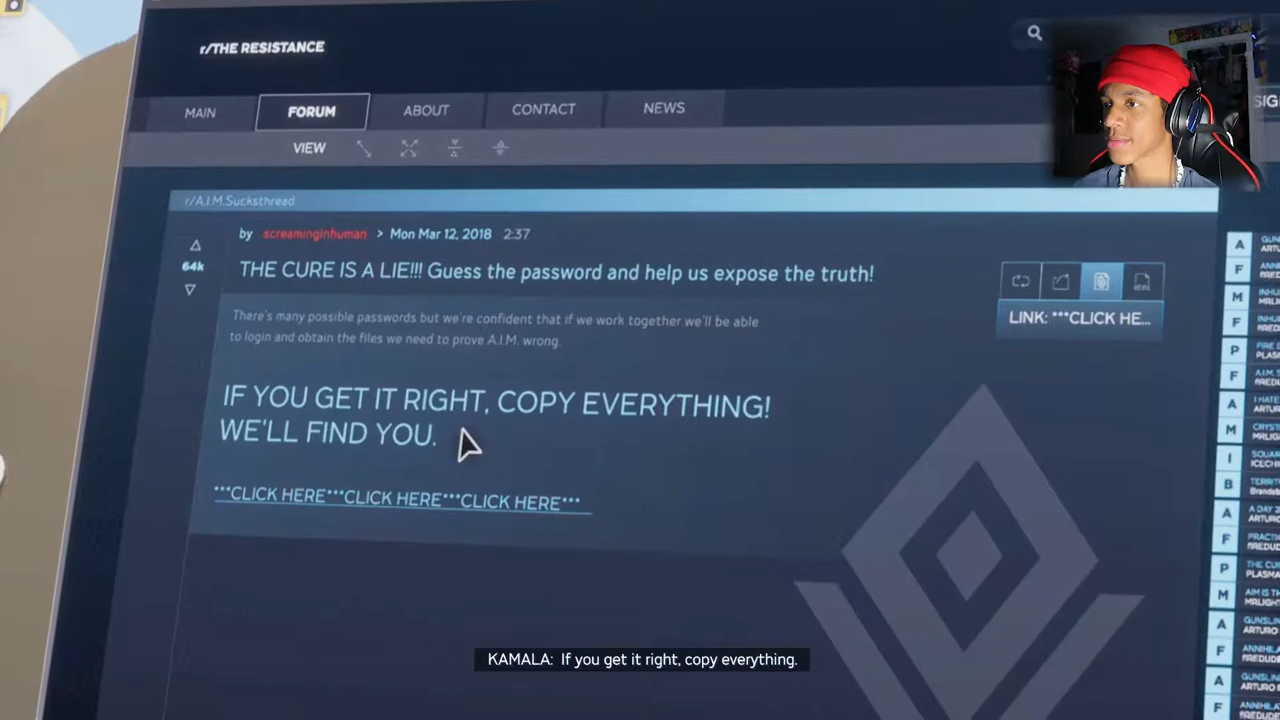 r/THE RESISTANCE
MAIN
FORUM
ABOUT
CONTACT
NEWS
VIEW
r/A.I.M.Sucksthread
by screaminginhuman > Mon Mar 12, 2018 2:37
64k
THE CURE IS A LIE!!! Guess the password and help us expose the truth!
There's many possible passwords but we're confident that if we work together we'll be able
to login and obtain the files we need to prove A.I.M. wrong.
LINK: ***CLICK HE...
IF YOU GET IT RIGHT, COPY EVERYTHING!
WE'LL FIND YOU.
***CLICK HERE***CLICK HERE***CLICK HERE***
SIG
A
F
M
F
P
F
A
M
I
B
A
F
P
M
A
F
A
F
KAMALA: If you get it right, copy everything.